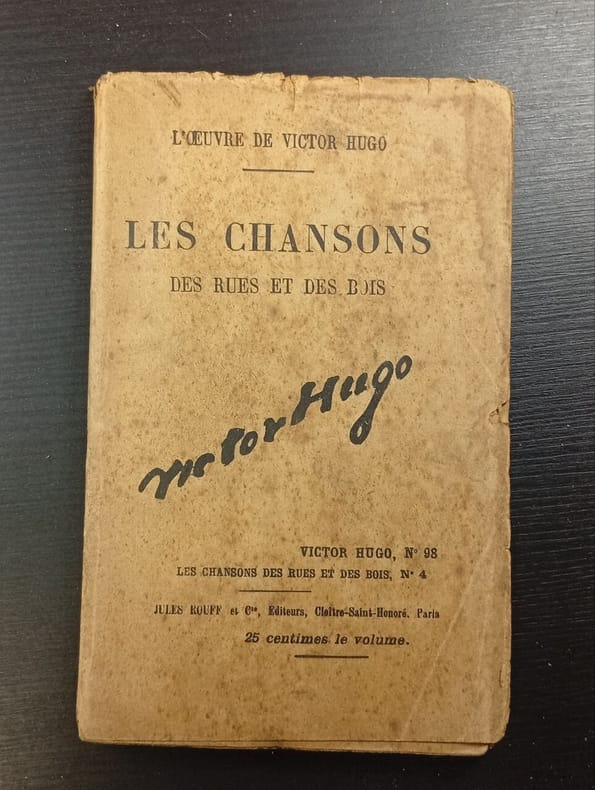 L'ŒUVRE DE VICTOR HUGO
LES CHANSONS
DES RUES ET DES BOIS
Victor Hugo
VICTOR HUGO, N° 98
LES CHANSONS DES RUES ET DES BOIS, N° 4
JULES ROUFF et Cie, Éditeurs, Cloître-Saint-Honoré, Paris
25 centimes le volume.